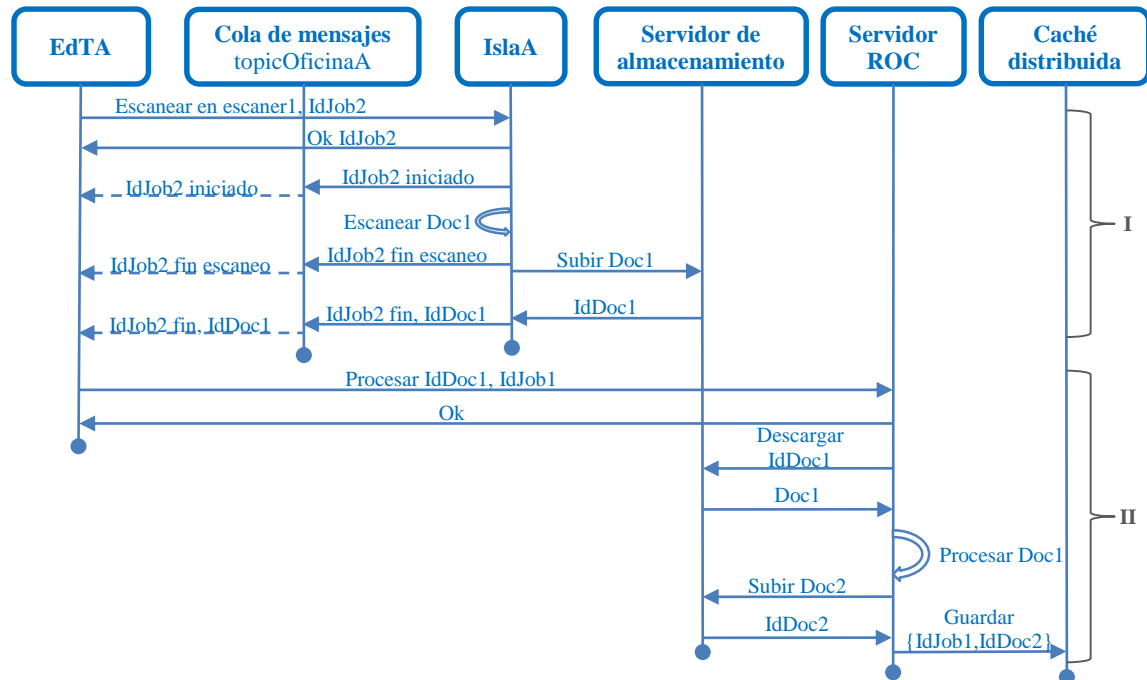 EdTA
Cola de mensajes
topicOficinaA
IslaA
Servidor de
almacenamiento
Servidor
ROC
Caché
distribuida
Escanear en escaner1, IdJob2
Ok IdJob2
IdJob2 iniciado
IdJob2 iniciado
Escanear Doc1
I
IdJob2 fin escaneo
IdJob2 fin escaneo
Subir Doc1
IdJob2 fin, IdDoc1
IdJob2 fin, IdDoc1
IdDoc1
Procesar IdDoc1, IdJob1
Ok
Descargar
IdDoc1
Doc1
II
Procesar Doc1
Subir Doc2
IdDoc2
Guardar
{IdJob1,IdDoc2}